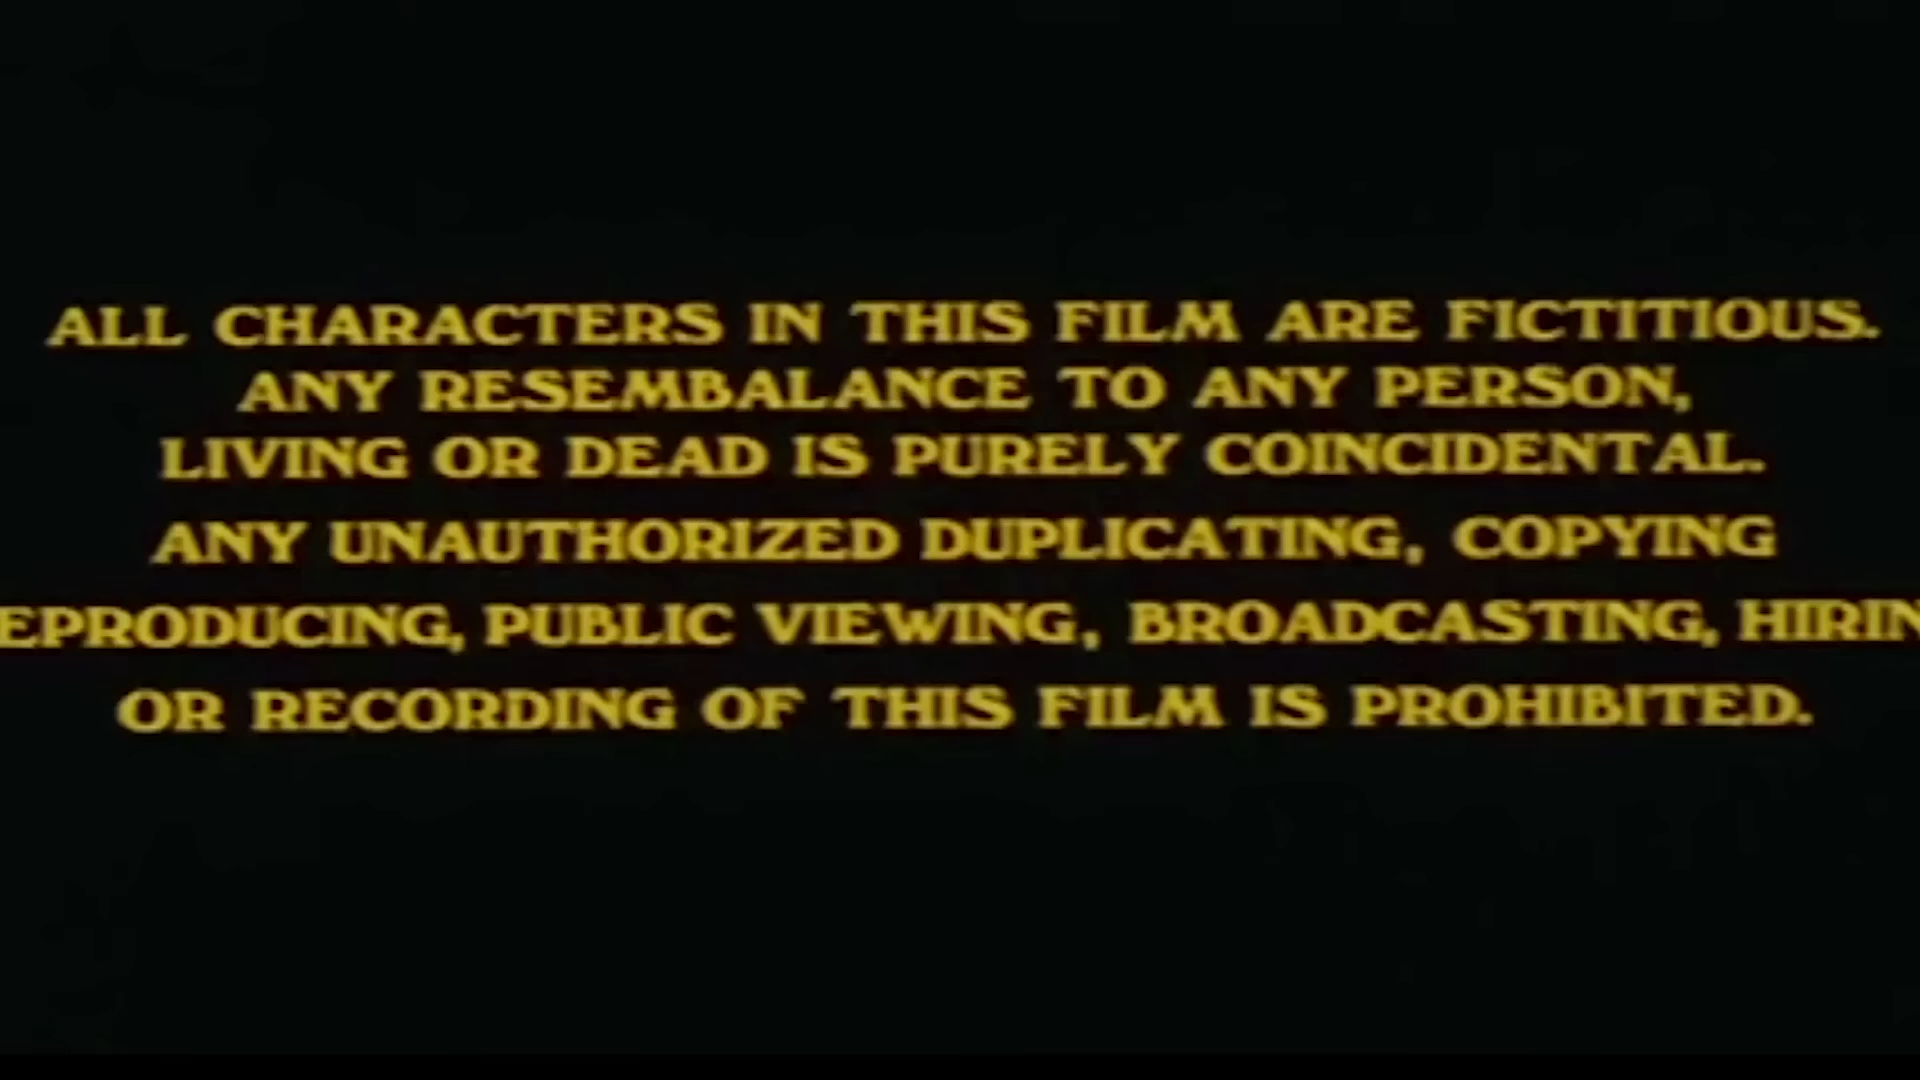 ALL CHARACTERS IN THIS FILM ARE FICTITIOUS.
ANY RESEMBALANCE TO ANY PERSON,
LIVING OR DEAD IS PURELY COINCIDENTAL.
ANY UNAUTHORIZED DUPLICATING, COPYING
EPRODUCING, PUBLIC VIEWING, BROADCASTING, HIRIN
OR RECORDING OF THIS FILM IS PROHIBITED.